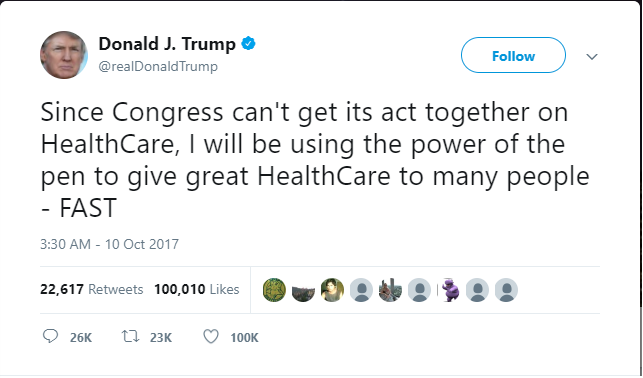 Donald J. Trump
@realDonaldTrump
Follow
Since Congress can't get its act together on
HealthCare, I will be using the power of the
pen to give great HealthCare to many people
- FAST
3:30 AM - 10 Oct 2017
22,617 Retweets 100,010 Likes
26K 23K 100K